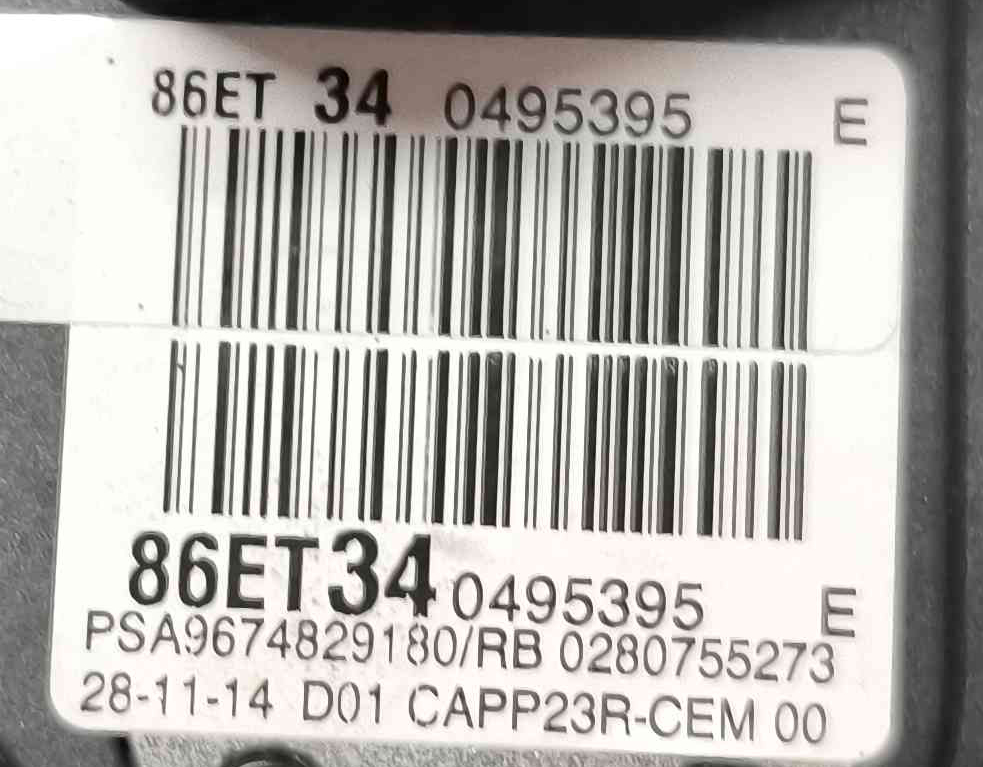 86ET 34 0495395 E
86ET34 0495395 E
PSA9674829180/RB 0280755273
28-11-14 D01 CAPP23R-CEM 00